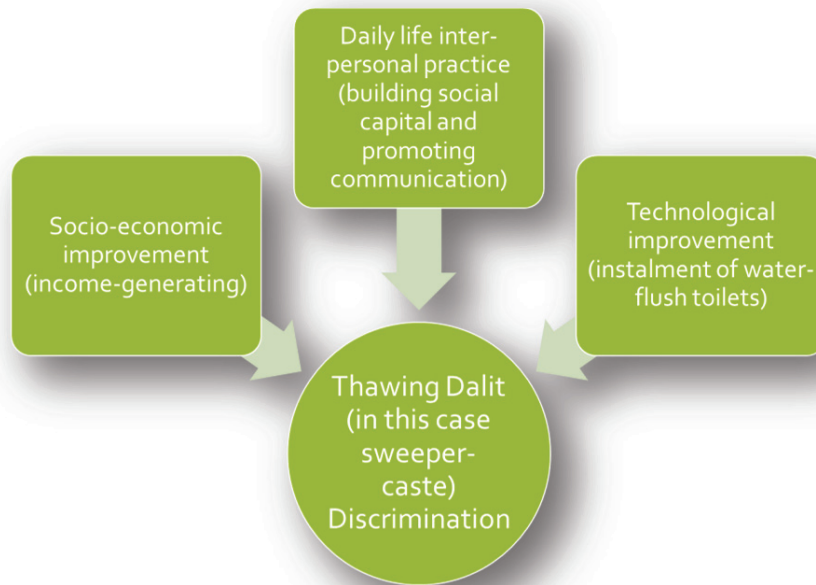 Daily life inter-
personal practice
(building social
capital and
promoting
communication)
Socio-economic
improvement
(income-generating)
Technological
improvement
(instalment of water-
flush toilets)
Thawing Dalit
(in this case
sweeper-
caste)
Discrimination